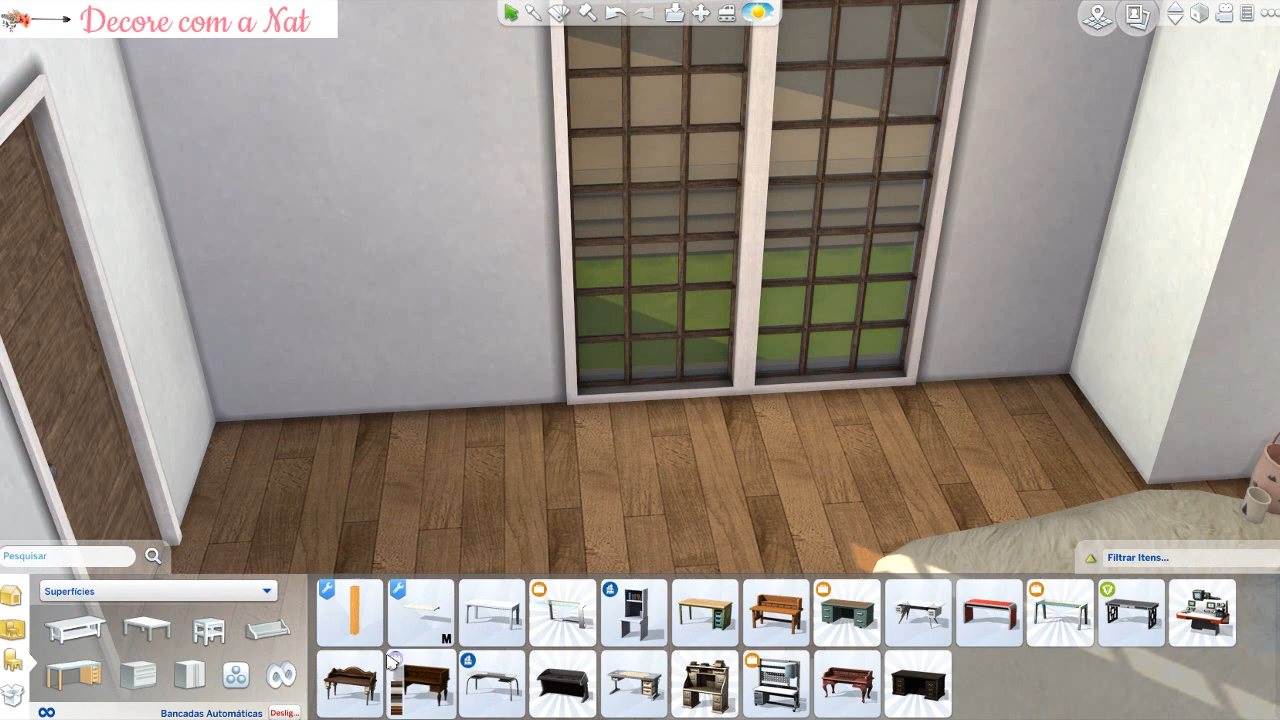 Decore com a Nat
Pesquisar
Filtrar Itens...
Superfícies
M
Bancadas Automáticas Deslig...